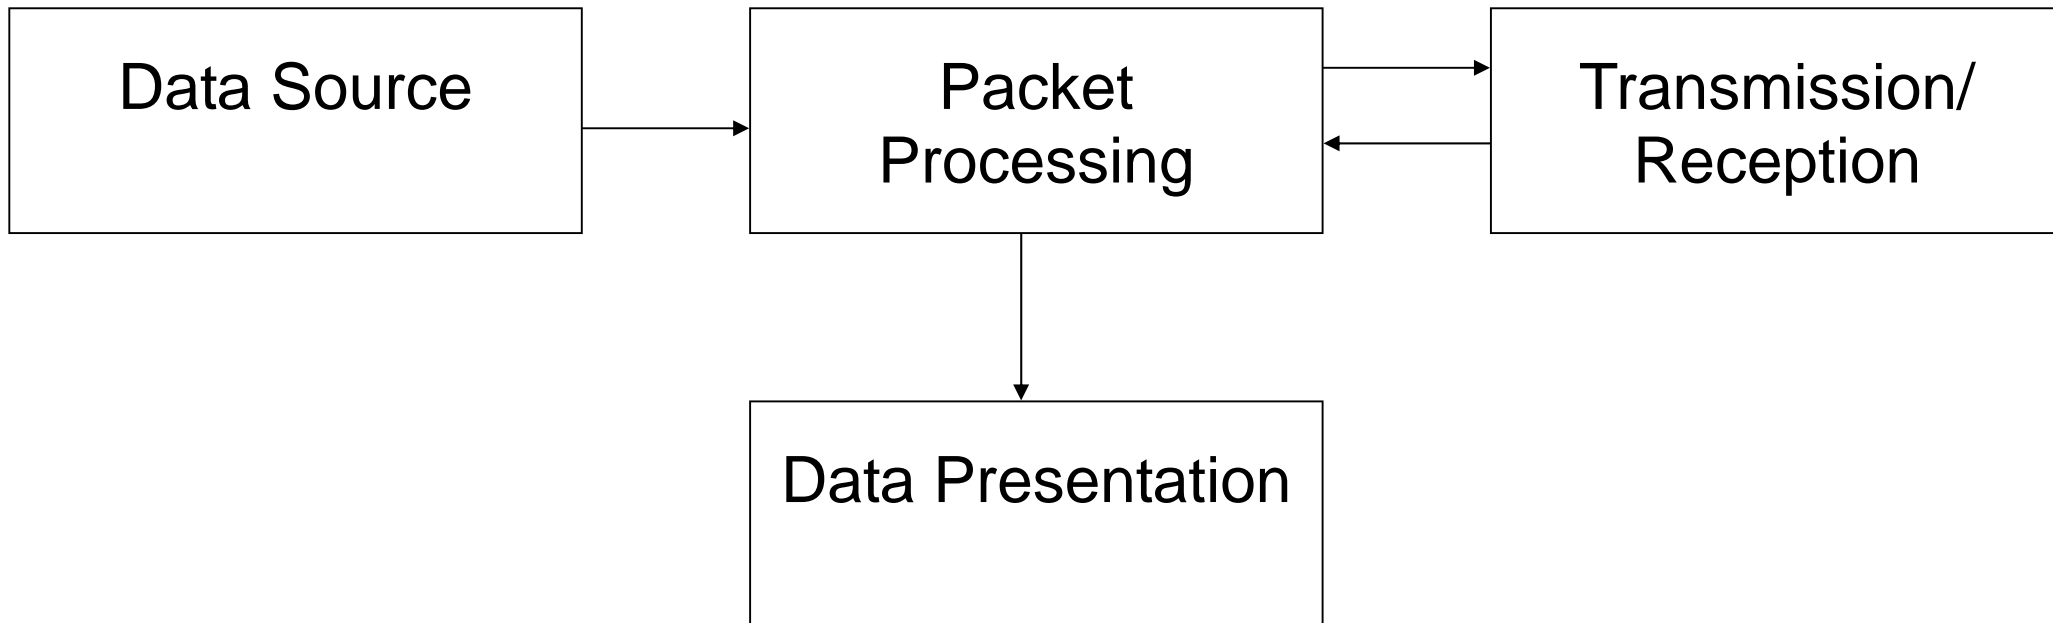 Data Source
Packet
Processing
Transmission/
Reception
Data Presentation